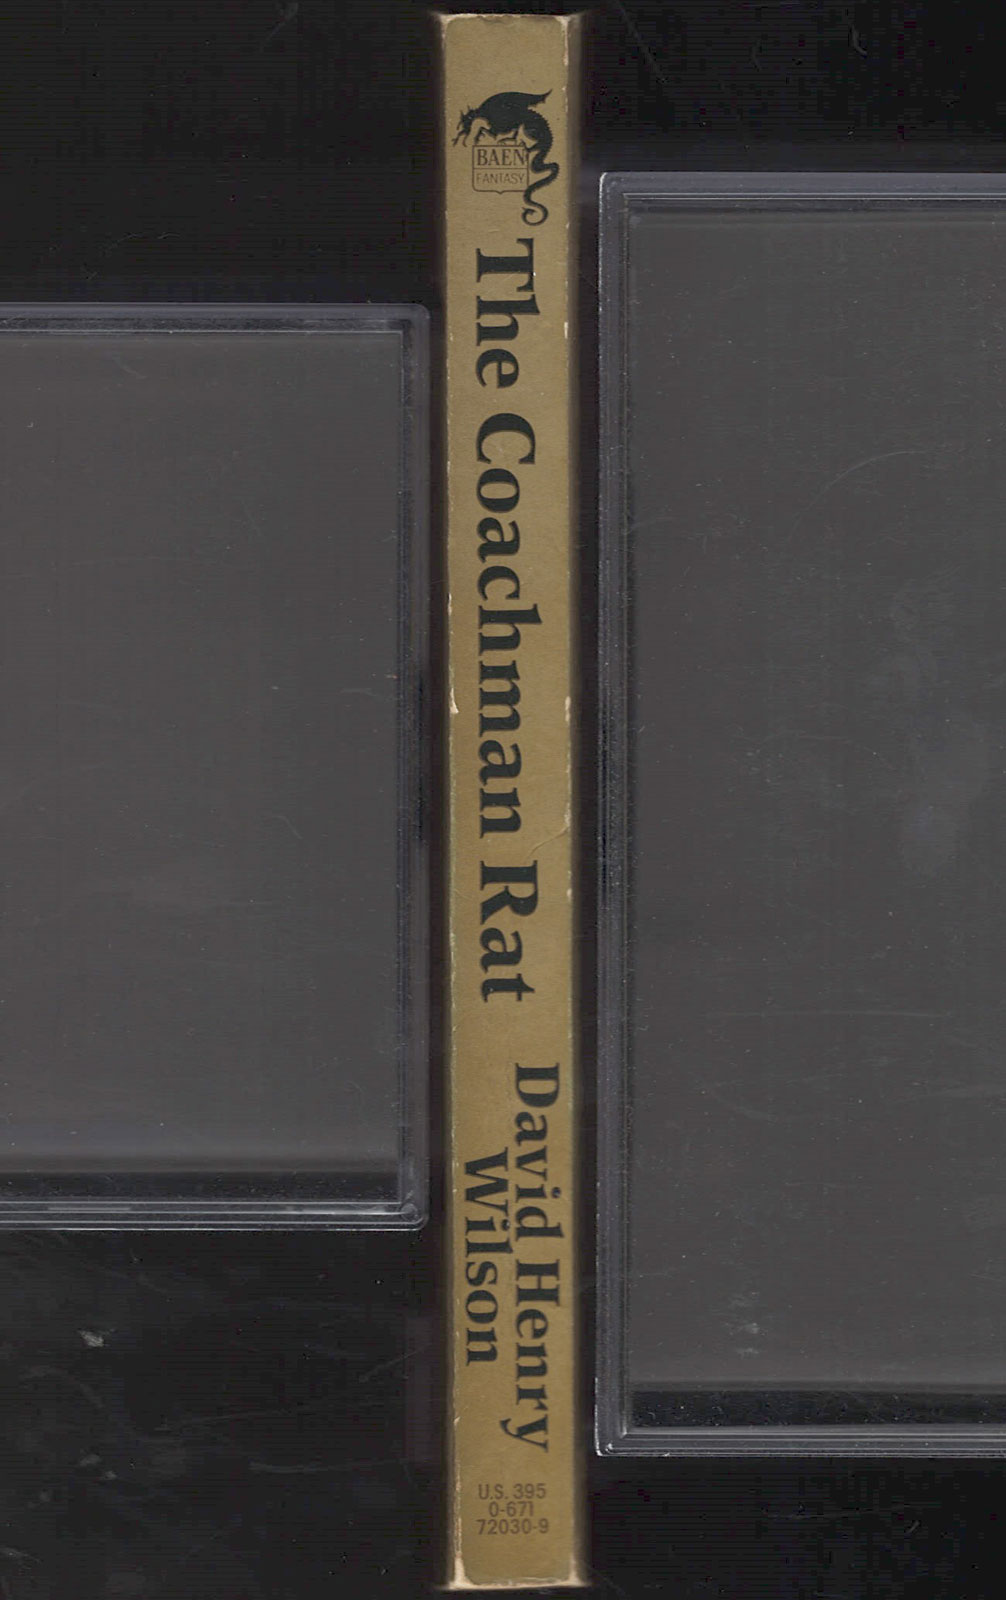 BAEN
FANTASY
The Coachman Rat
David Henry
Wilson
U.S. 395
0-671
72030-9